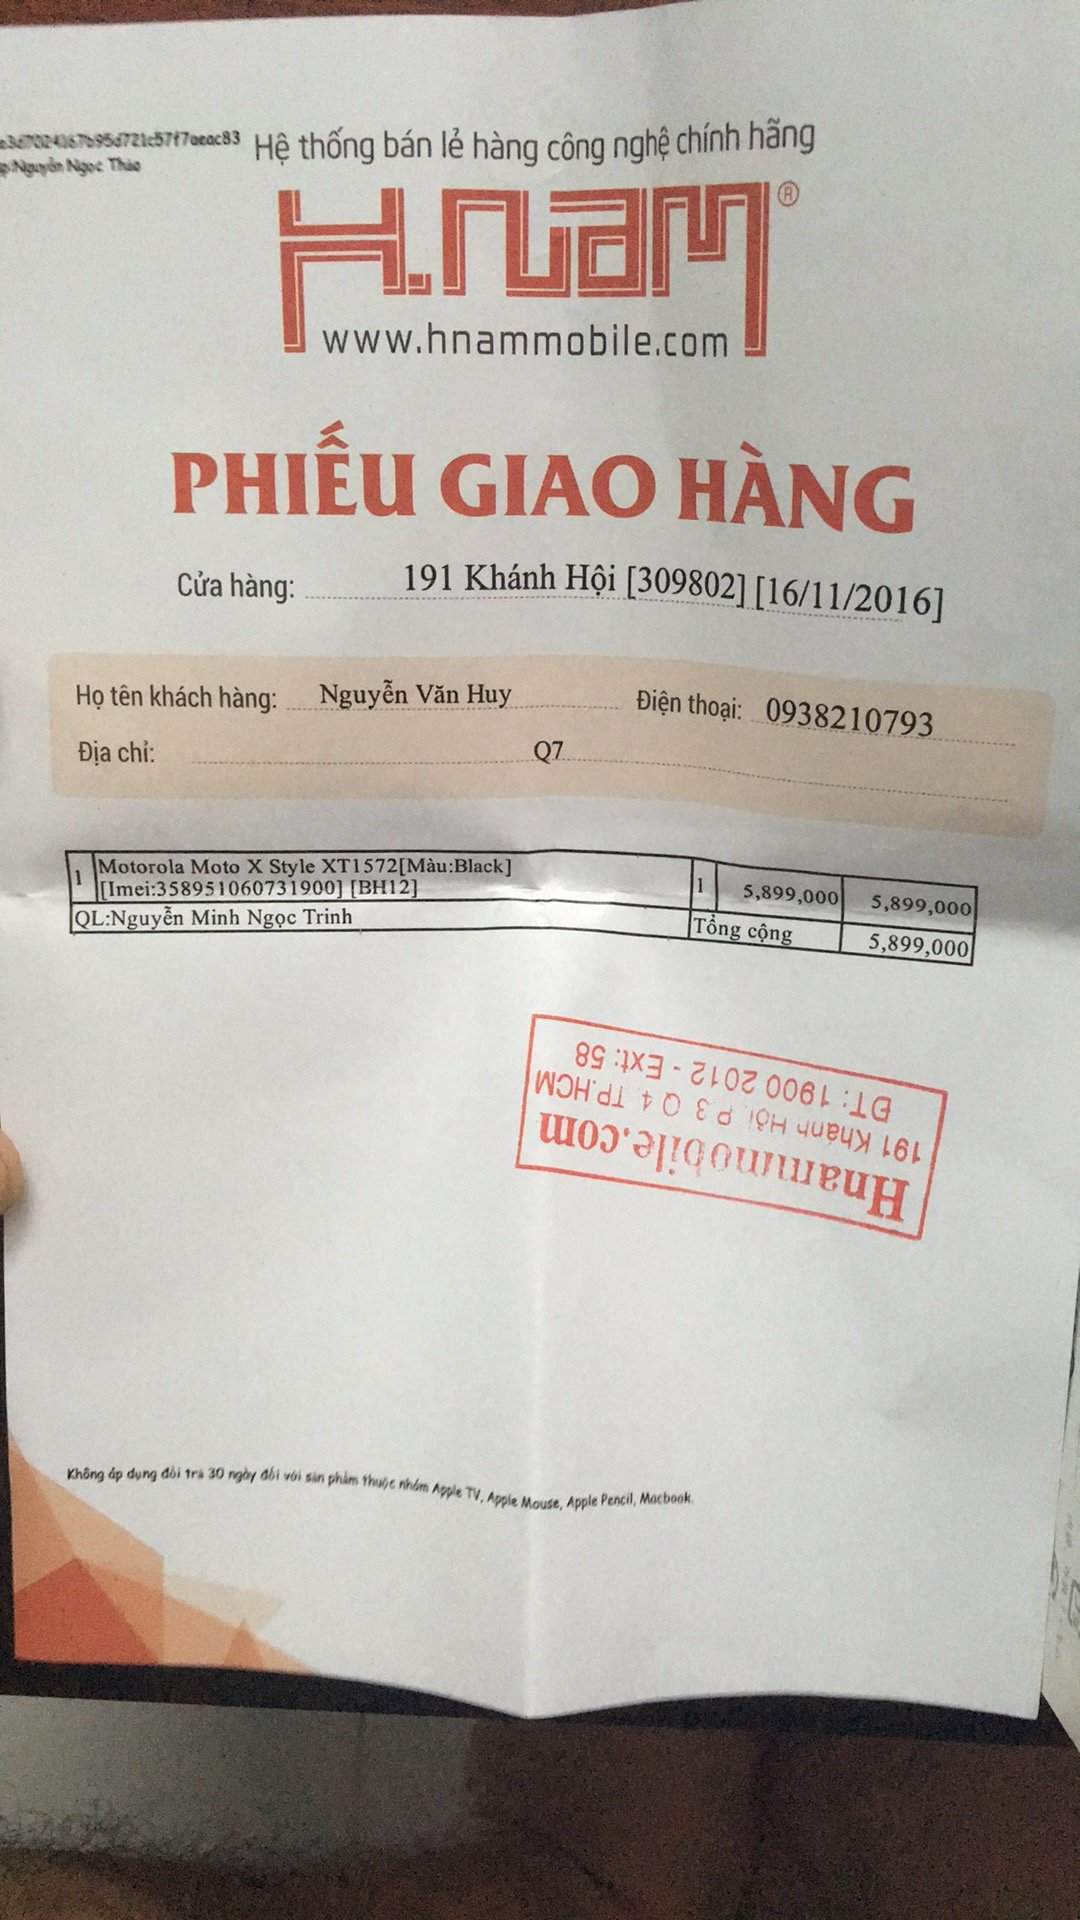 Hệ thống bán lẻ hàng công nghệ chính hãng
Nguyễn Ngọc Thảo
H.nam®
www.hnammobile.com
PHIẾU GIAO HÀNG
Cửa hàng: 191 Khánh Hội [309802] [16/11/2016]
Họ tên khách hàng: Nguyễn Văn Huy Điện thoại: 0938210793
Địa chỉ: Q7
1 Motorola Moto X Style XT1572[Màu:Black] 1 5,899,000 5,899,000
[Imei:358951060731900] [BH12]
QL:Nguyễn Minh Ngọc Trinh Tổng cộng 5,899,000
Hnammobile.com
191 Khánh Hội, P.3 Q.4 TP.HCM
ĐT: 1900 2012 - Ext: 58
Không áp dụng đổi trả 30 ngày đối với sản phẩm thuộc nhóm Apple TV, Apple Mouse, Apple Pencil, Macbook.